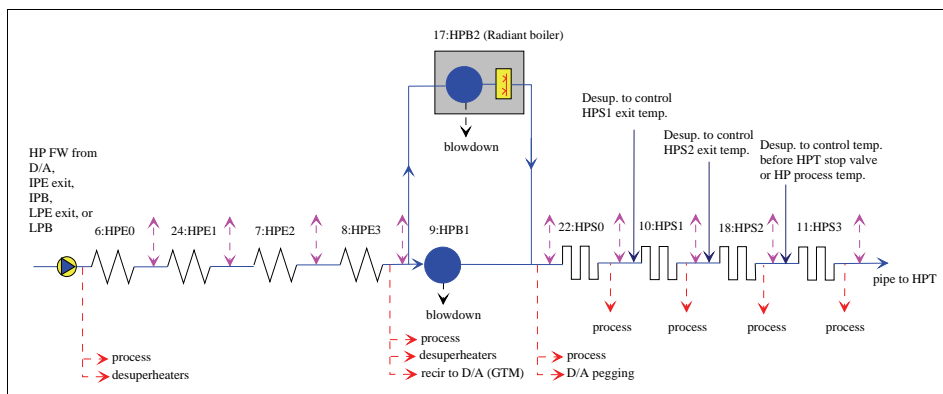 17:HPB2 (Radiant boiler)
blowdown
Desup. to control
HPS1 exit temp.
Desup. to control
HPS2 exit temp.
Desup. to control temp.
before HPT stop valve
or HP process temp.
HP FW from
D/A,
IPE exit,
IPB,
LPE exit, or
LPB
6:HPE0
24:HPE1
7:HPE2
8:HPE3
9:HPB1
22:HPS0
10:HPS1
18:HPS2
11:HPS3
pipe to HPT
blowdown
process
process
process
process
process
desuperheaters
process
desuperheaters
recir to D/A (GTM)
process
D/A pegging